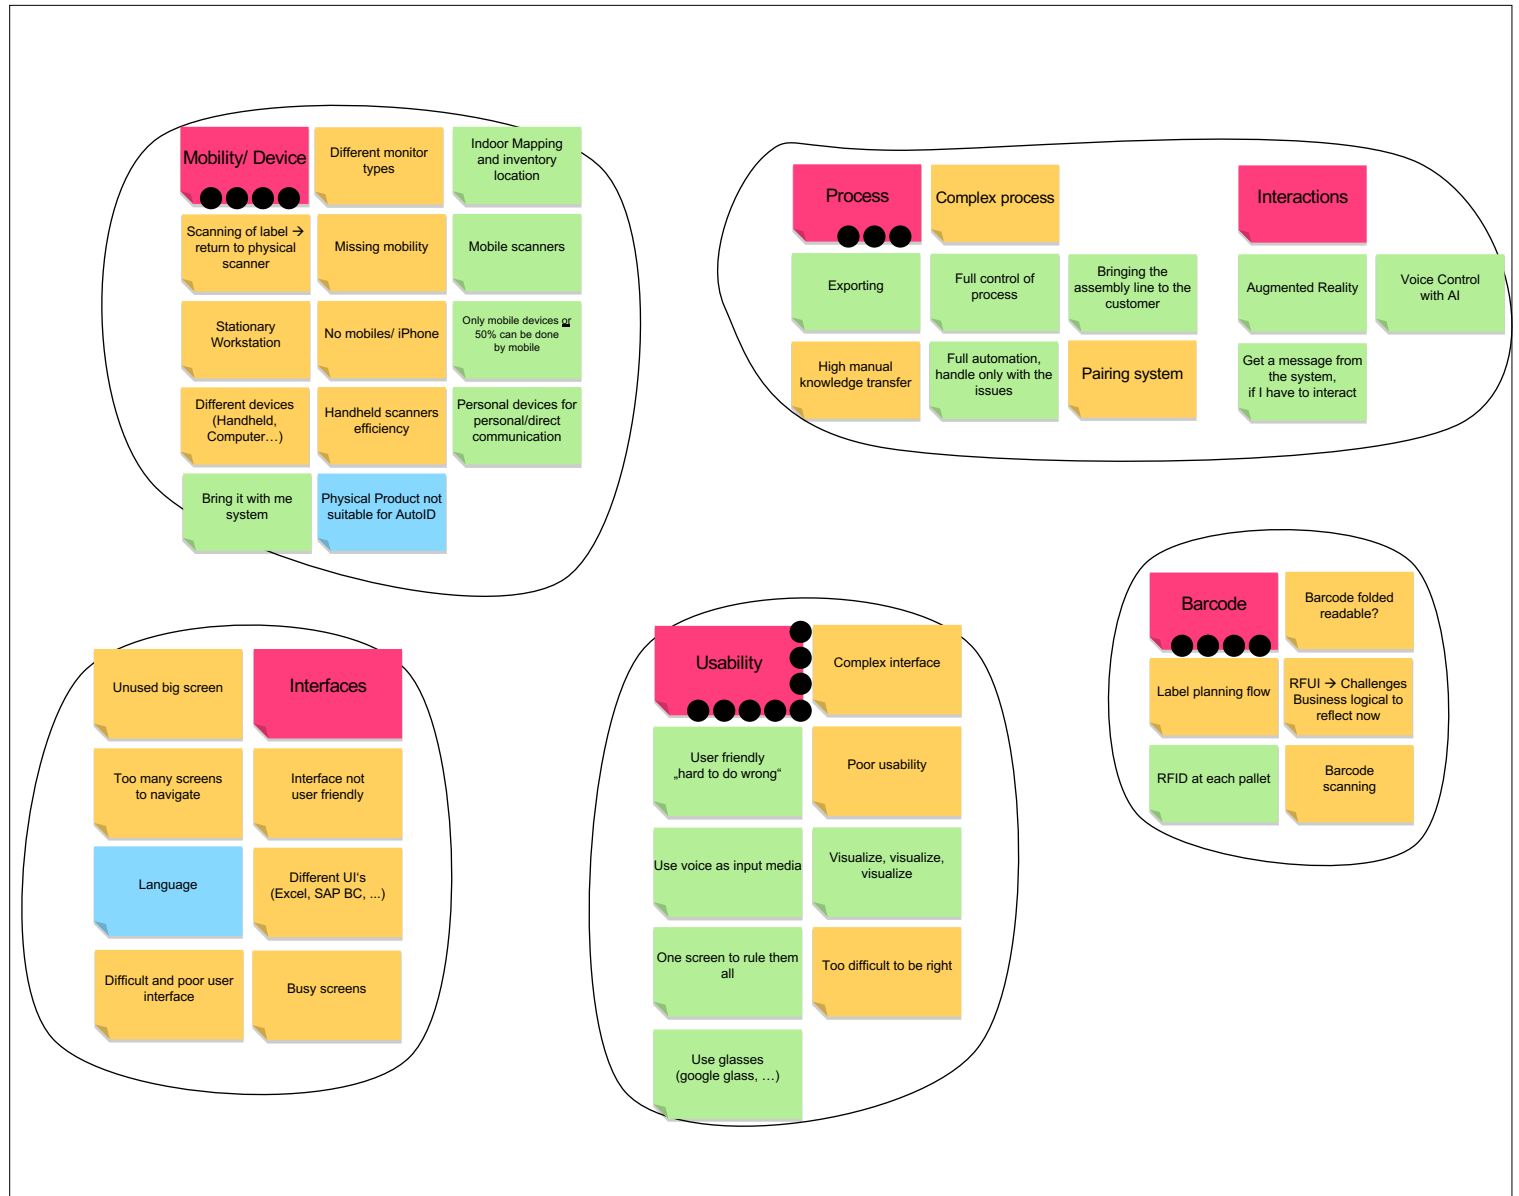 Mobility/ Device
Different monitor
types
Indoor Mapping
and inventory
location
Scanning of label →
return to physical
scanner
Missing mobility
Mobile scanners
Stationary
Workstation
No mobiles/ iPhone
Only mobile devices or
50% can be done
by mobile
Different devices
(Handheld,
Computer…)
Handheld scanners
efficiency
Personal devices for
personal/direct
communication
Bring it with me
system
Physical Product not
suitable for AutoID
Process
Complex process
Exporting
Full control of
process
Bringing the
assembly line to the
customer
High manual
knowledge transfer
Full automation,
handle only with the
issues
Pairing system
Interactions
Augmented Reality
Voice Control
with AI
Get a message from
the system,
if I have to interact
Unused big screen
Interfaces
Too many screens
to navigate
Interface not
user friendly
Language
Different UI‘s
(Excel, SAP BC, ...)
Difficult and poor user
interface
Busy screens
Usability
Complex interface
User friendly
„hard to do wrong“
Poor usability
Use voice as input media
Visualize, visualize,
visualize
One screen to rule them
all
Too difficult to be right
Use glasses
(google glass, …)
Barcode
Barcode folded
readable?
Label planning flow
RFUI → Challenges
Business logical to
reflect now
RFID at each pallet
Barcode
scanning